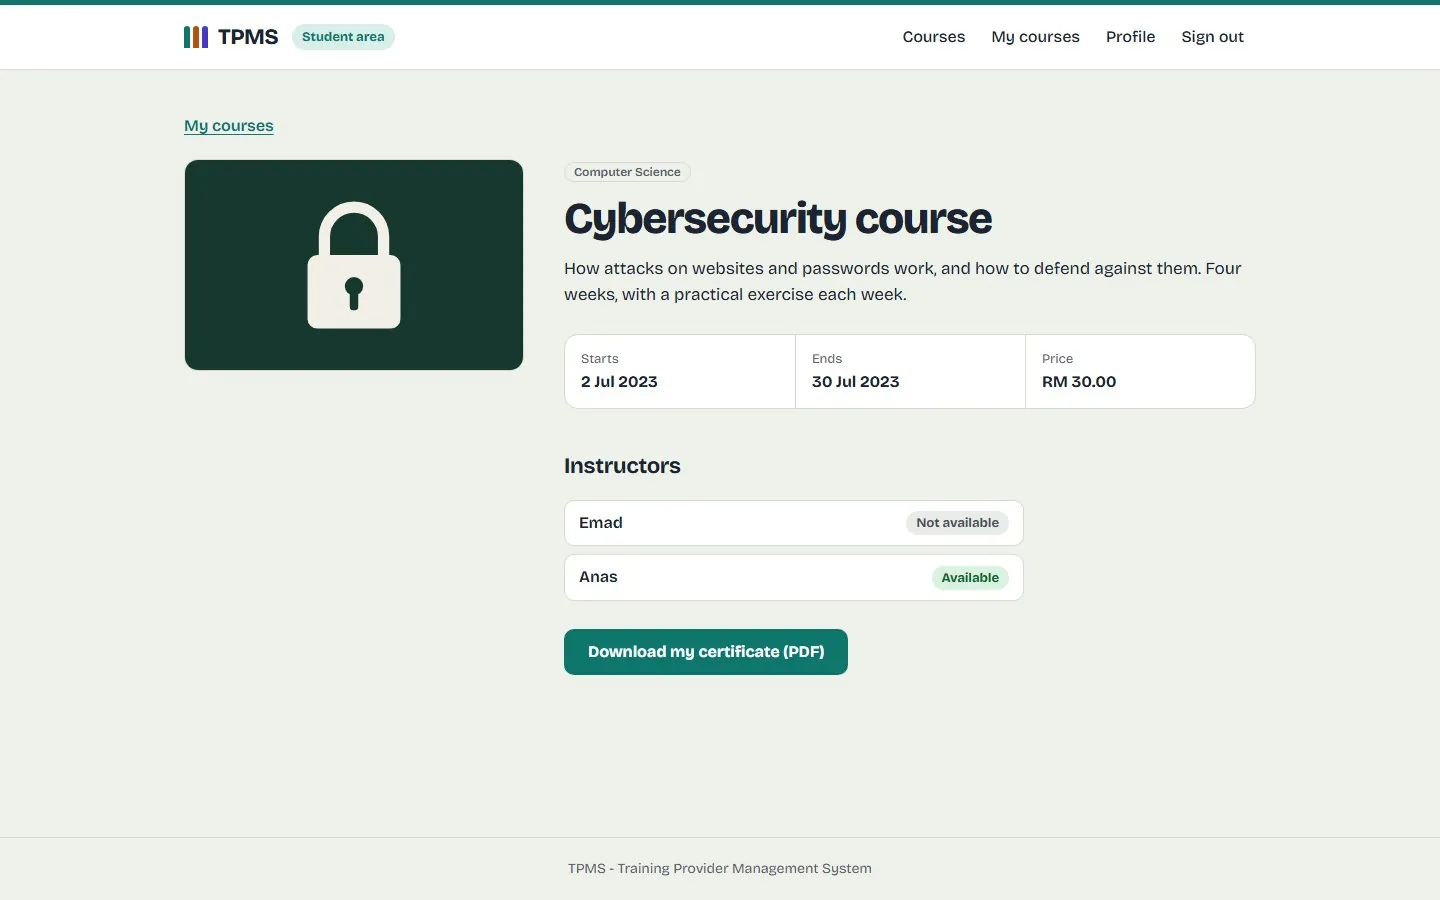 TPMS
Student area
Courses
My courses
Profile
Sign out
My courses
Computer Science
Cybersecurity course
How attacks on websites and passwords work, and how to defend against them. Four
weeks, with a practical exercise each week.
Starts
2 Jul 2023
Ends
30 Jul 2023
Price
RM 30.00
Instructors
Emad
Not available
Anas
Available
Download my certificate (PDF)
TPMS - Training Provider Management System